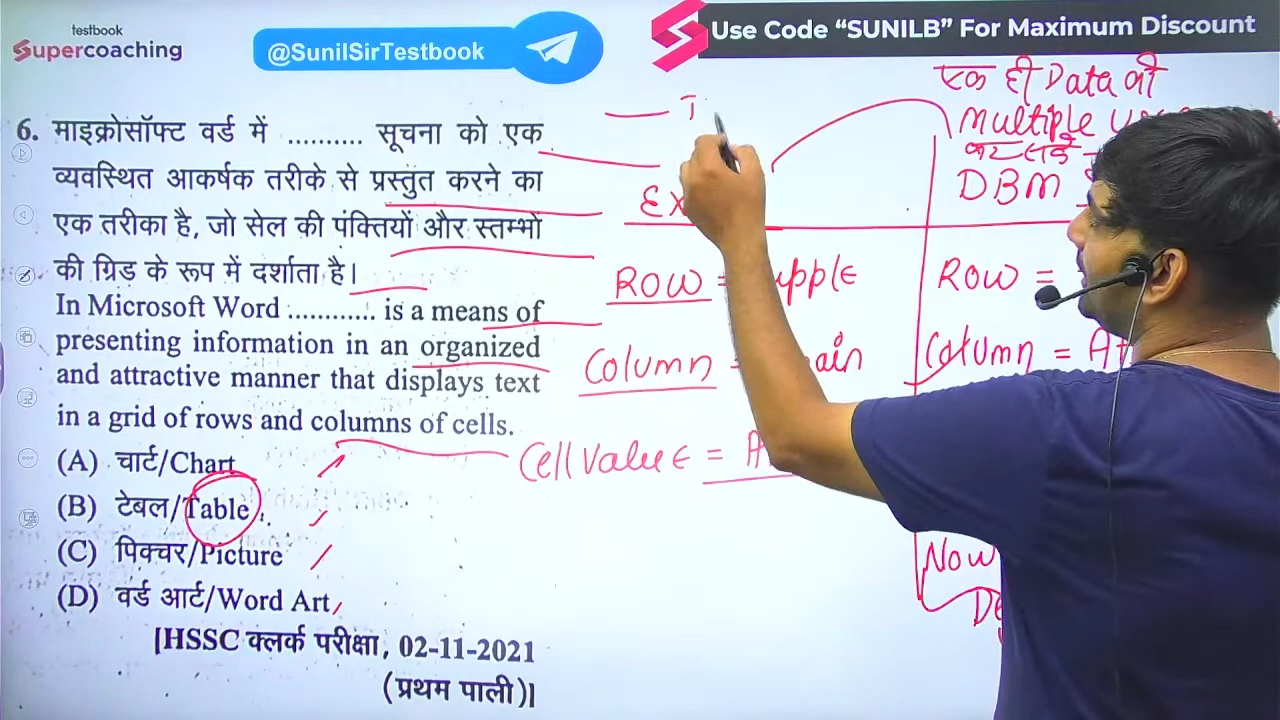 testbook
Supercoaching
@SunilSirTestbook
Use Code “SUNILB” For Maximum Discount
6. माइक्रोसॉफ्ट वर्ड में .......... सूचना को एक
व्यवस्थित आकर्षक तरीके से प्रस्तुत करने का
एक तरीका है, जो सेल की पंक्तियों और स्तम्भों
की ग्रिड के रूप में दर्शाता है।
In Microsoft Word ............. is a means of
presenting information in an organized
and attractive manner that displays text
in a grid of rows and columns of cells.
(A) चार्ट/Chart
(B) टेबल/Table
(C) पिक्चर/Picture
(D) वर्ड आर्ट/Word Art
[HSSC क्लर्क परीक्षा, 02-11-2021
(प्रथम पाली)]
एक ही Data को
Multiple
DBM
Ex
Row =
Column =
Cell Value =
Row =
Column =
Now